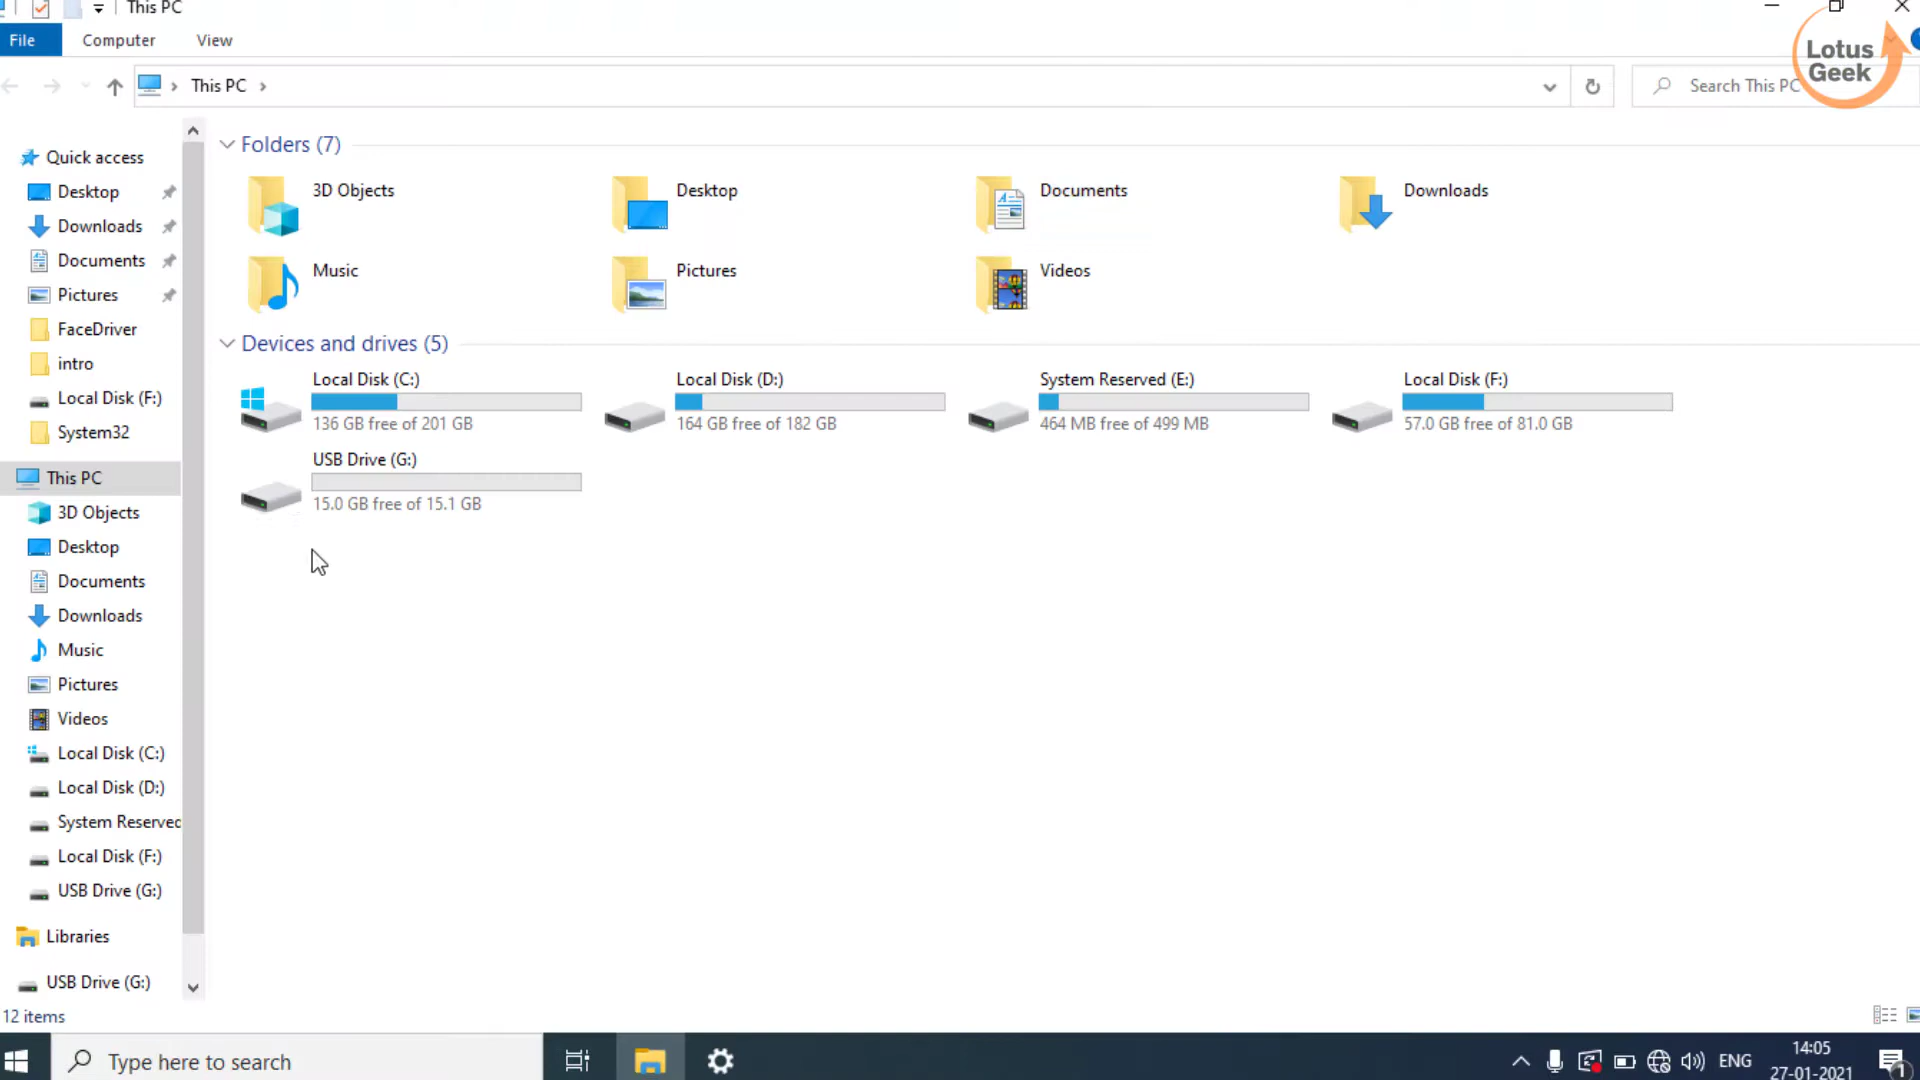 This PC
File
Computer
View
This PC
Search This PC
Lotus
Geek
Quick access
Desktop
Downloads
Documents
Pictures
FaceDriver
intro
Local Disk (F:)
System32
This PC
3D Objects
Desktop
Documents
Downloads
Music
Pictures
Videos
Local Disk (C:)
Local Disk (D:)
System Reserved
Local Disk (F:)
USB Drive (G:)
Libraries
USB Drive (G:)
Folders (7)
3D Objects
Desktop
Documents
Downloads
Music
Pictures
Videos
Devices and drives (5)
Local Disk (C:)
136 GB free of 201 GB
Local Disk (D:)
164 GB free of 182 GB
System Reserved (E:)
464 MB free of 499 MB
Local Disk (F:)
57.0 GB free of 81.0 GB
USB Drive (G:)
15.0 GB free of 15.1 GB
12 items
Type here to search
ENG
14:05
27-01-2021
1